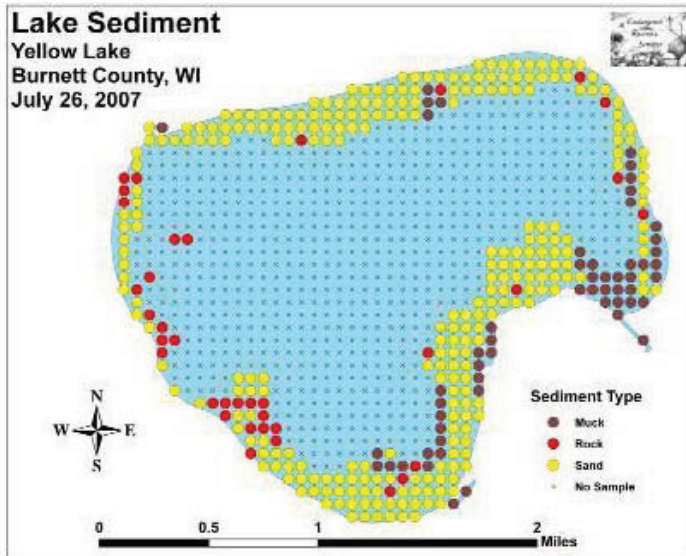 Lake Sediment
Yellow Lake
Burnett County, WI
July 26, 2007
N
W E
S
Sediment Type
Muck
Rock
Sand
No Sample
0 0.5 1 2
Miles